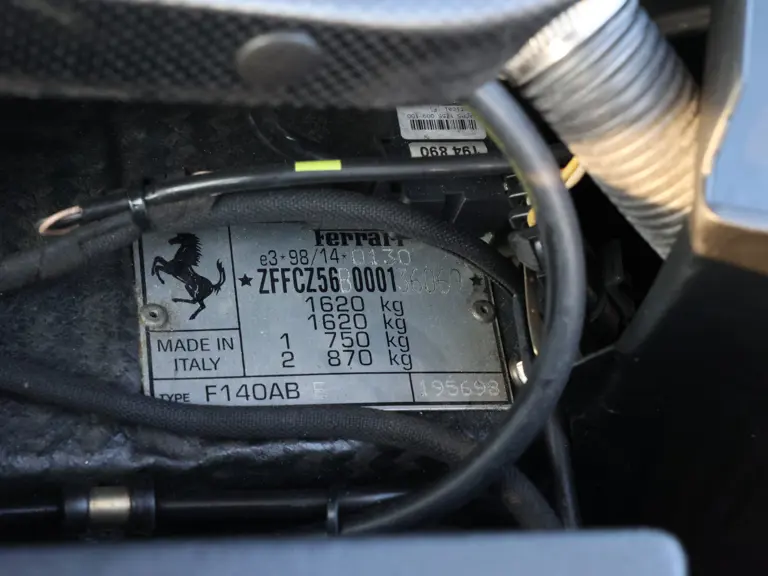 194 890
Ferrari
e3*98/14*0130
*ZFFCZ56B0001 *
1620 kg
1620 kg
1 750 kg
2 870 kg
MADE IN
ITALY
TYPE F140AB E 195698